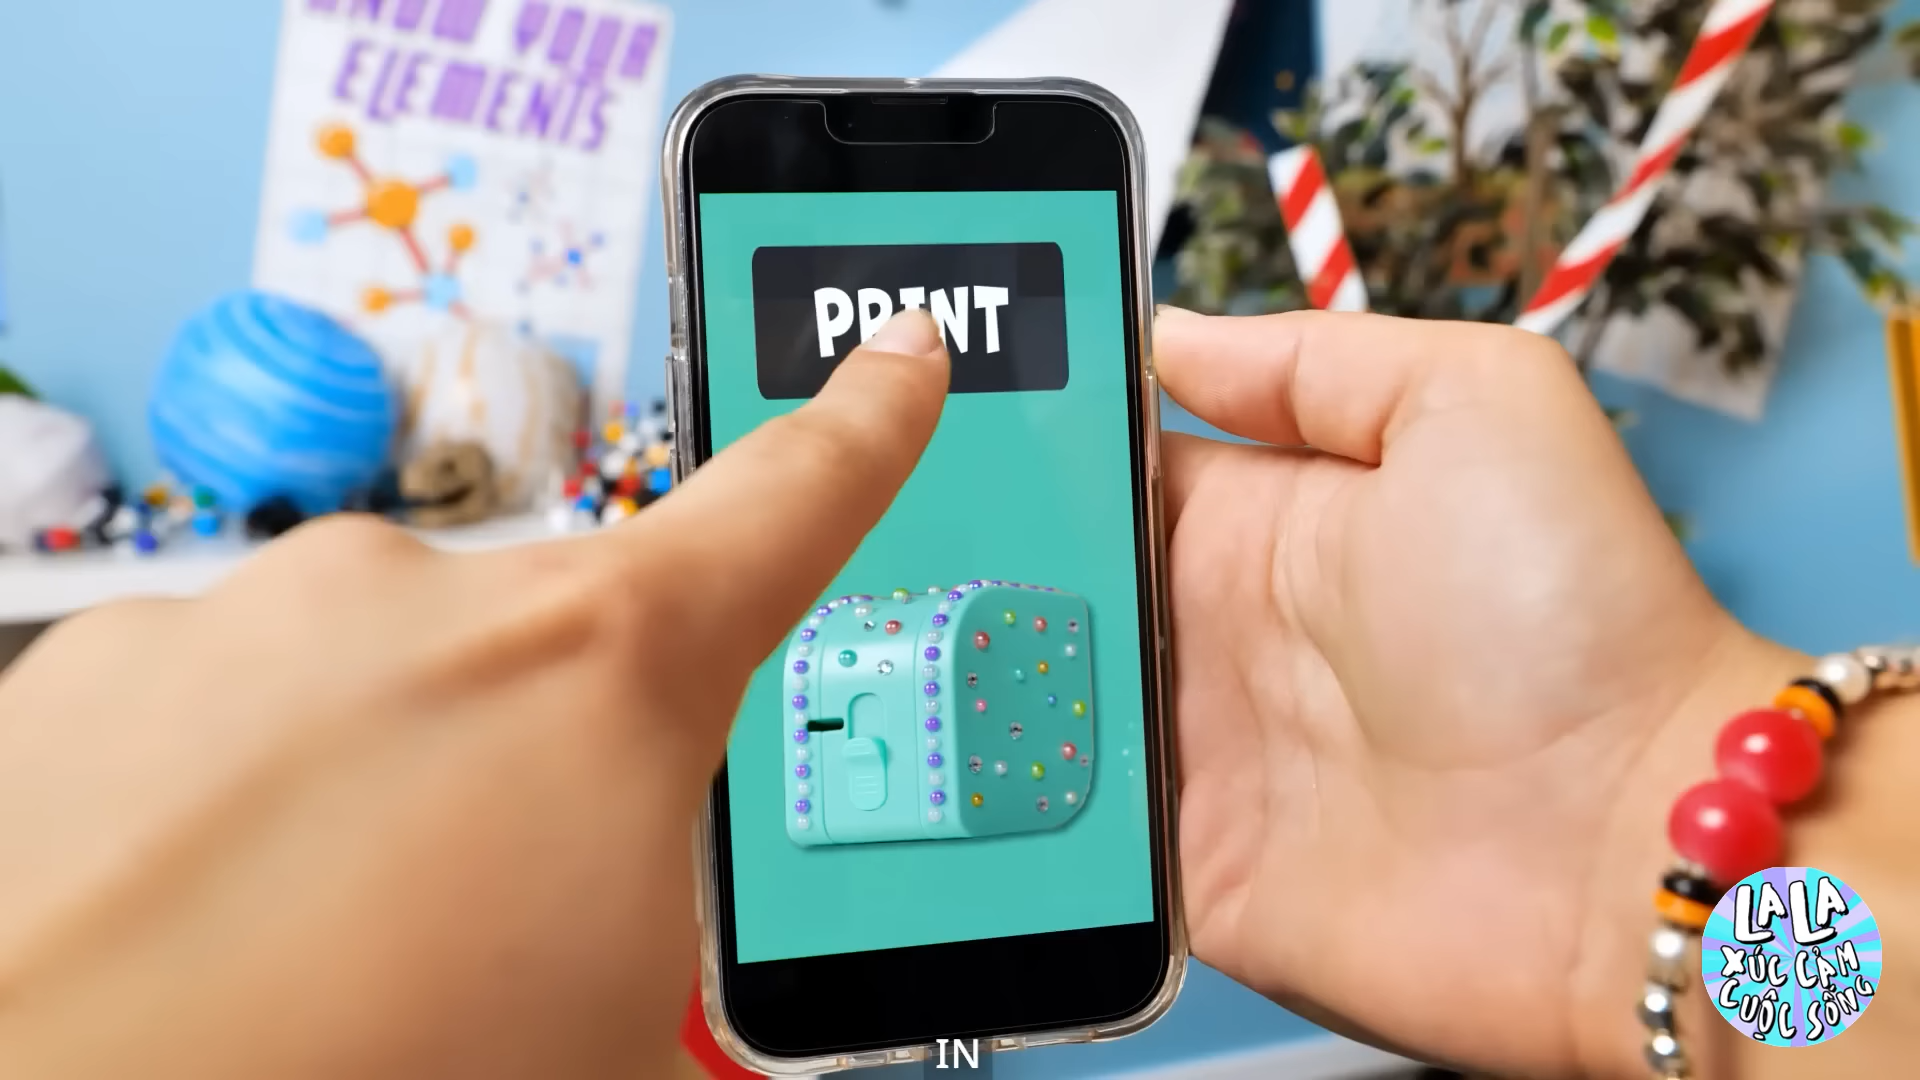 KNOW YOUR
ELEMENTS
PRINT
LA LA
XÚC CẢM
CUỘC SỐNG
IN